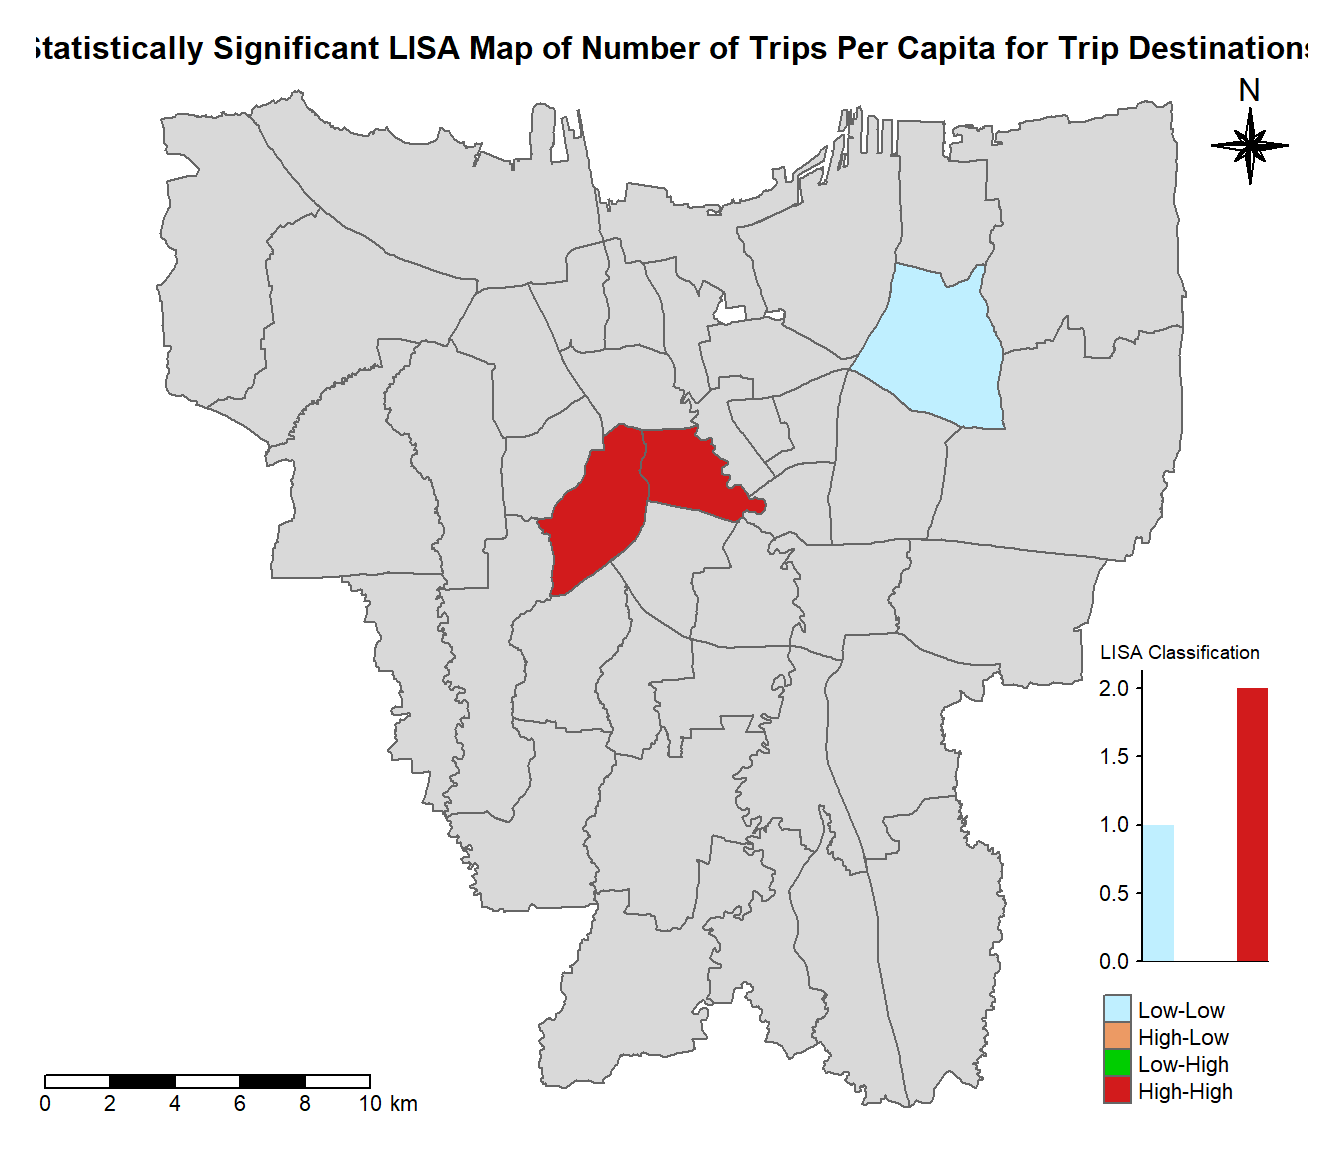 Statistically Significant LISA Map of Number of Trips Per Capita for Trip Destinations
N
LISA Classification
2.0
1.5
1.0
0.5
0.0
Low-Low
High-Low
Low-High
High-High
0 2 4 6 8 10 km